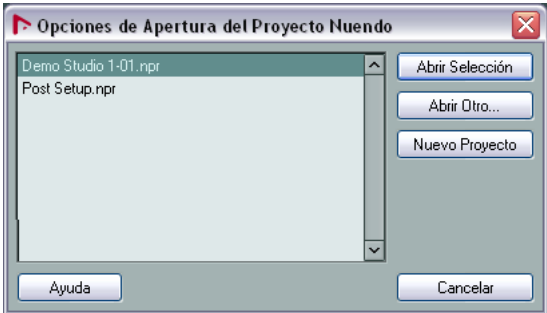 Opciones de Apertura del Proyecto Nuendo
Demo Studio 1-01.npr
Post Setup.npr
Abrir Selección
Abrir Otro...
Nuevo Proyecto
Ayuda
Cancelar